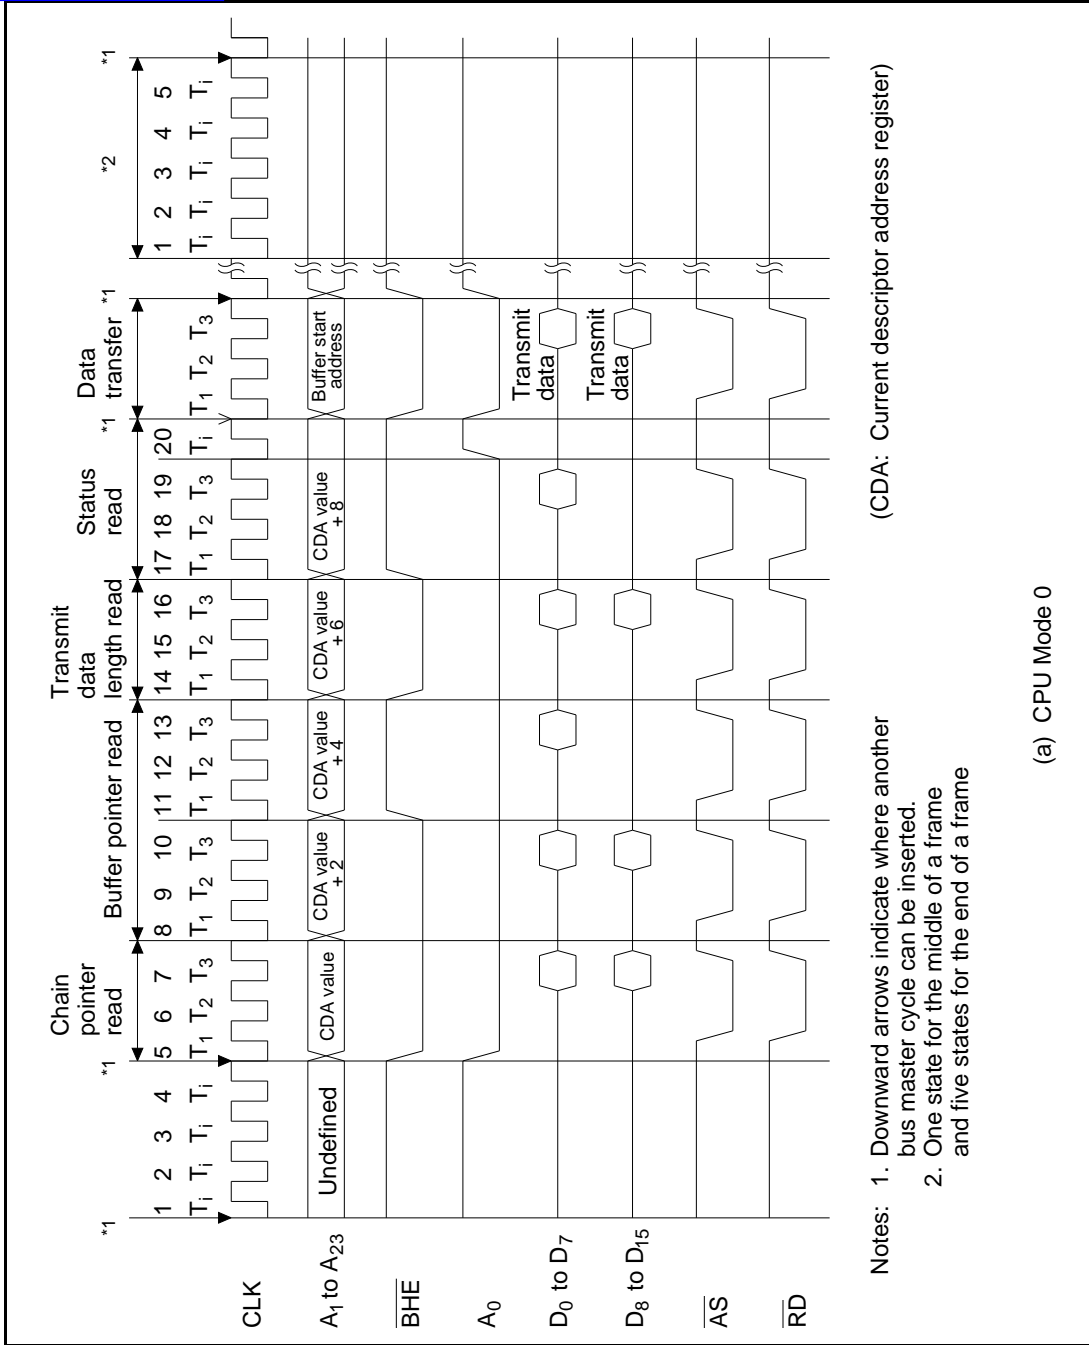 *1
*1
*1
*1
*2
*1
Chain
pointer
read
Buffer pointer read
Transmit
data
length read
Status
read
Data
transfer
1 2 3 4 5 6 7 8 9 10 11 12 13 14 15 16 17 18 19 20 1 2 3 4 5
Ti Ti Ti Ti T1 T2 T3 T1 T2 T3 T1 T2 T3 T1 T2 T3 T1 T2 T3 Ti T1 T2 T3 Ti Ti Ti Ti Ti
CLK
A1 to A23
Undefined
CDA value
CDA value
+ 2
CDA value
+ 4
CDA value
+ 6
CDA value
+ 8
Buffer start
address
BHE
A0
D0 to D7
Transmit
data
D8 to D15
Transmit
data
AS
RD
Notes: 1. Downward arrows indicate where another
bus master cycle can be inserted.
2. One state for the middle of a frame
and five states for the end of a frame
(CDA: Current descriptor address register)
(a) CPU Mode 0